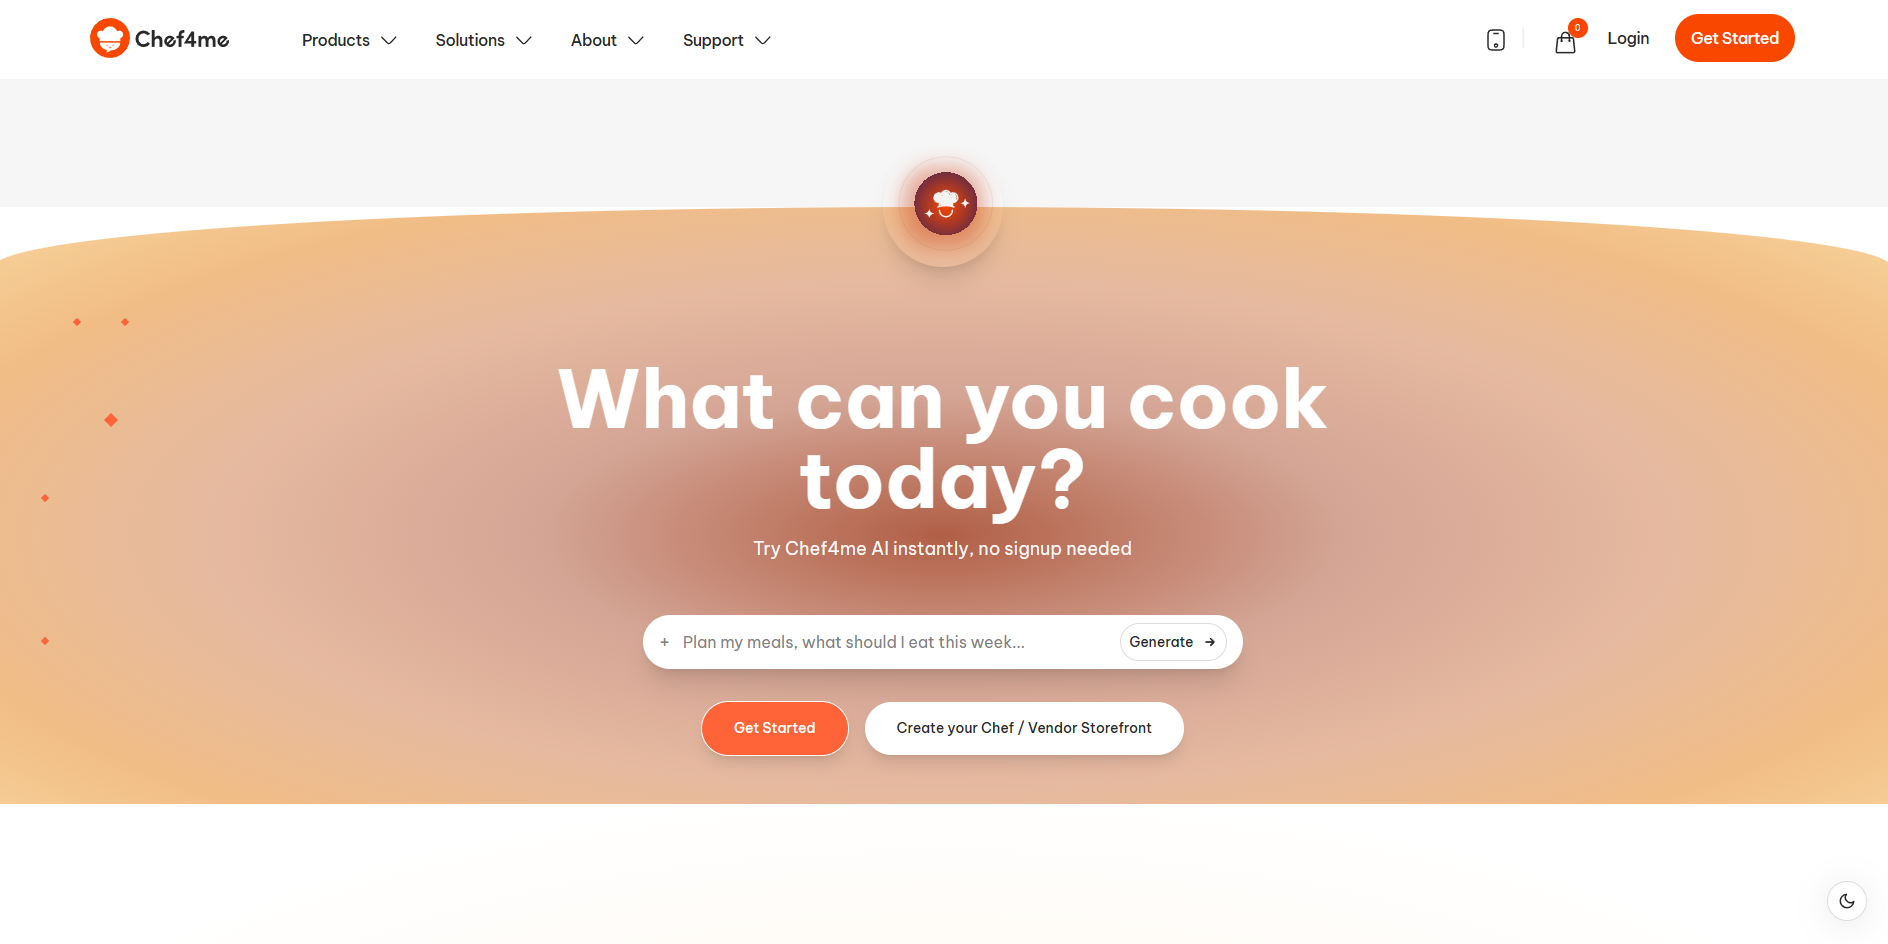 Chef4me
Products
Solutions
About
Support
0
Login
Get Started
What can you cook
today?
Try Chef4me AI instantly, no signup needed
+ Plan my meals, what should I eat this week...
Generate →
Get Started
Create your Chef / Vendor Storefront